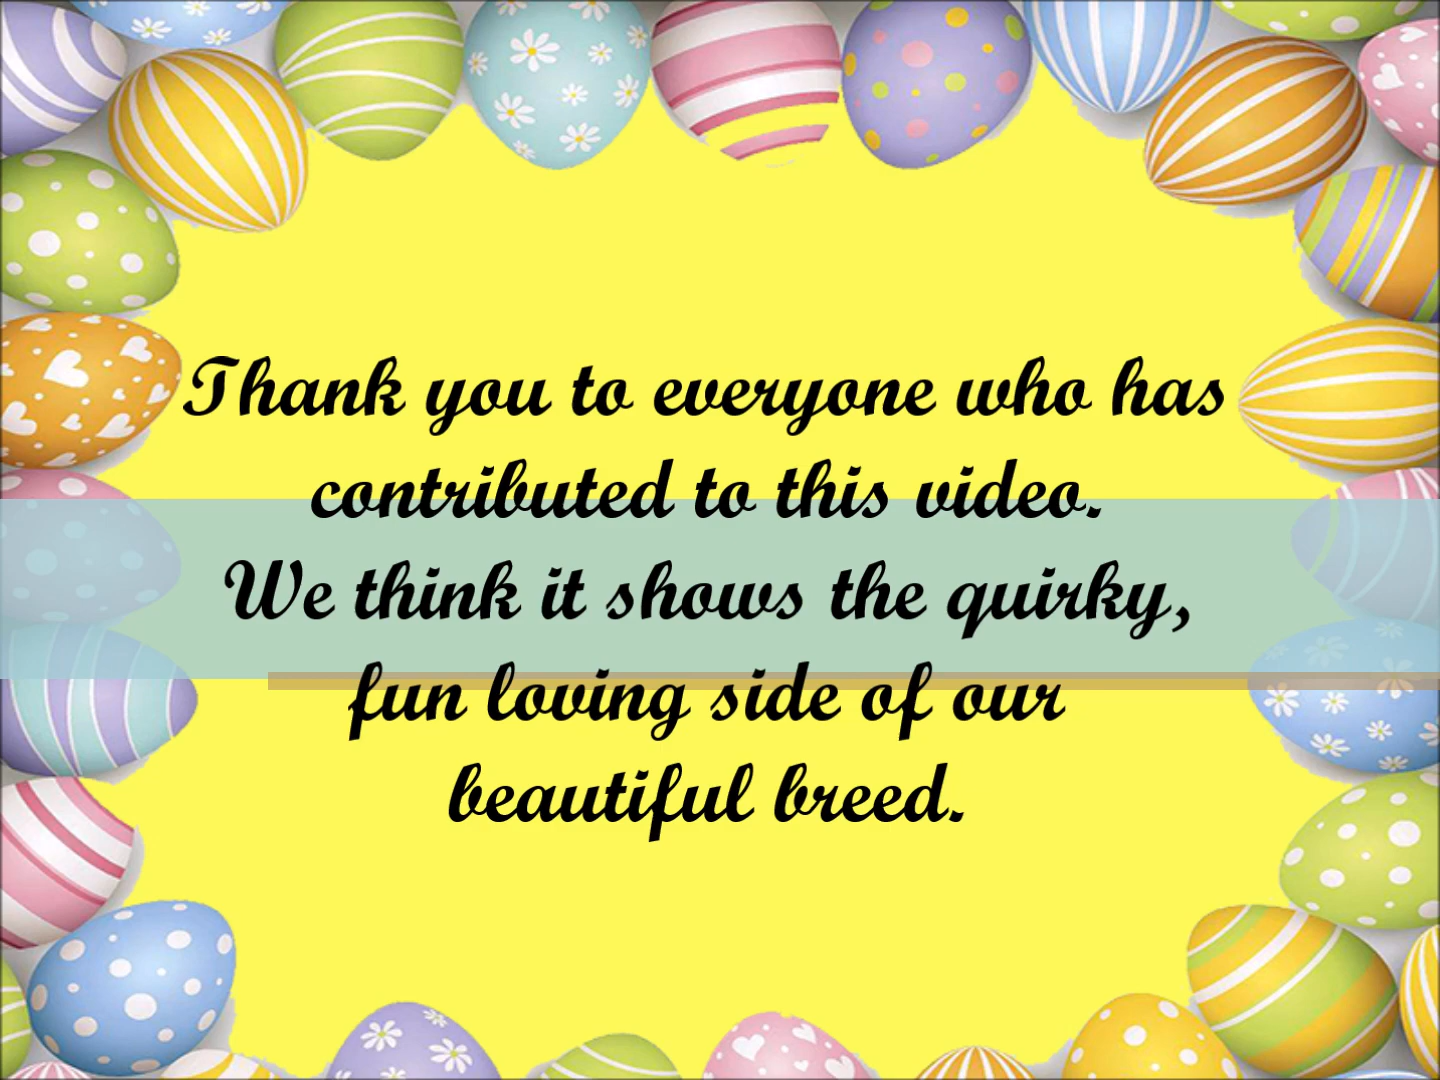 Thank you to everyone who has
contributed to this video.
We think it shows the quirky,
fun loving side of our
beautiful breed.